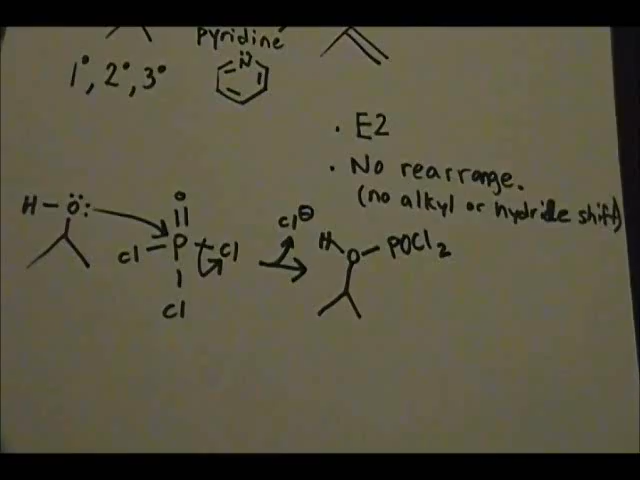 pyridine
1°, 2°, 3°
N
• E2
• No rearrange.
(no alkyl or hydride shift)
H – O:
O
Cl – P – Cl
Cl
Cl⊖
H O – POCl2